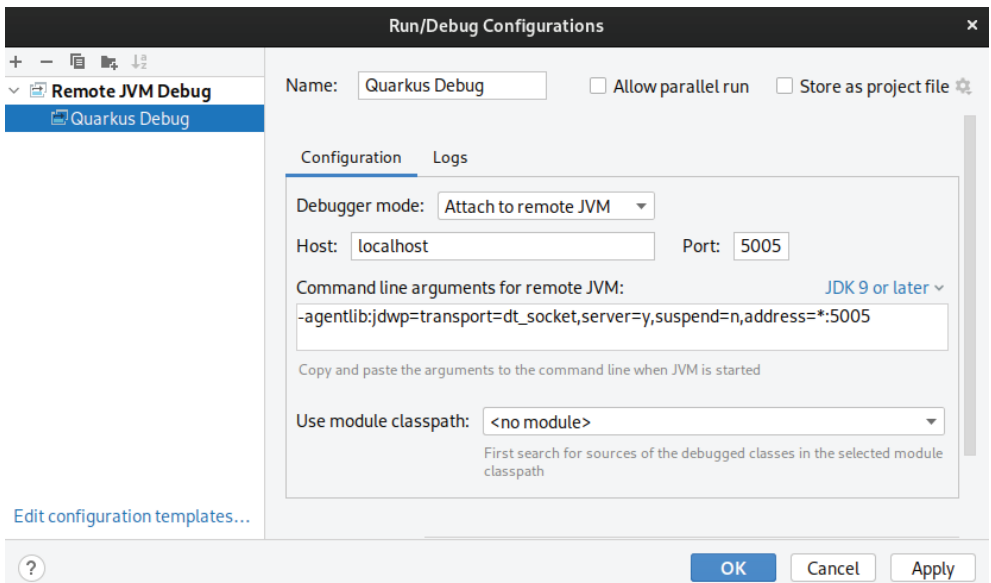 Run/Debug Configurations
Remote JVM Debug
Quarkus Debug
Name: Quarkus Debug Allow parallel run Store as project file
Configuration Logs
Debugger mode: Attach to remote JVM
Host: localhost Port: 5005
Command line arguments for remote JVM: JDK 9 or later
-agentlib:jdwp=transport=dt_socket,server=y,suspend=n,address=*:5005
Copy and paste the arguments to the command line when JVM is started
Use module classpath: <no module>
First search for sources of the debugged classes in the selected module
classpath
Edit configuration templates...
? OK Cancel Apply